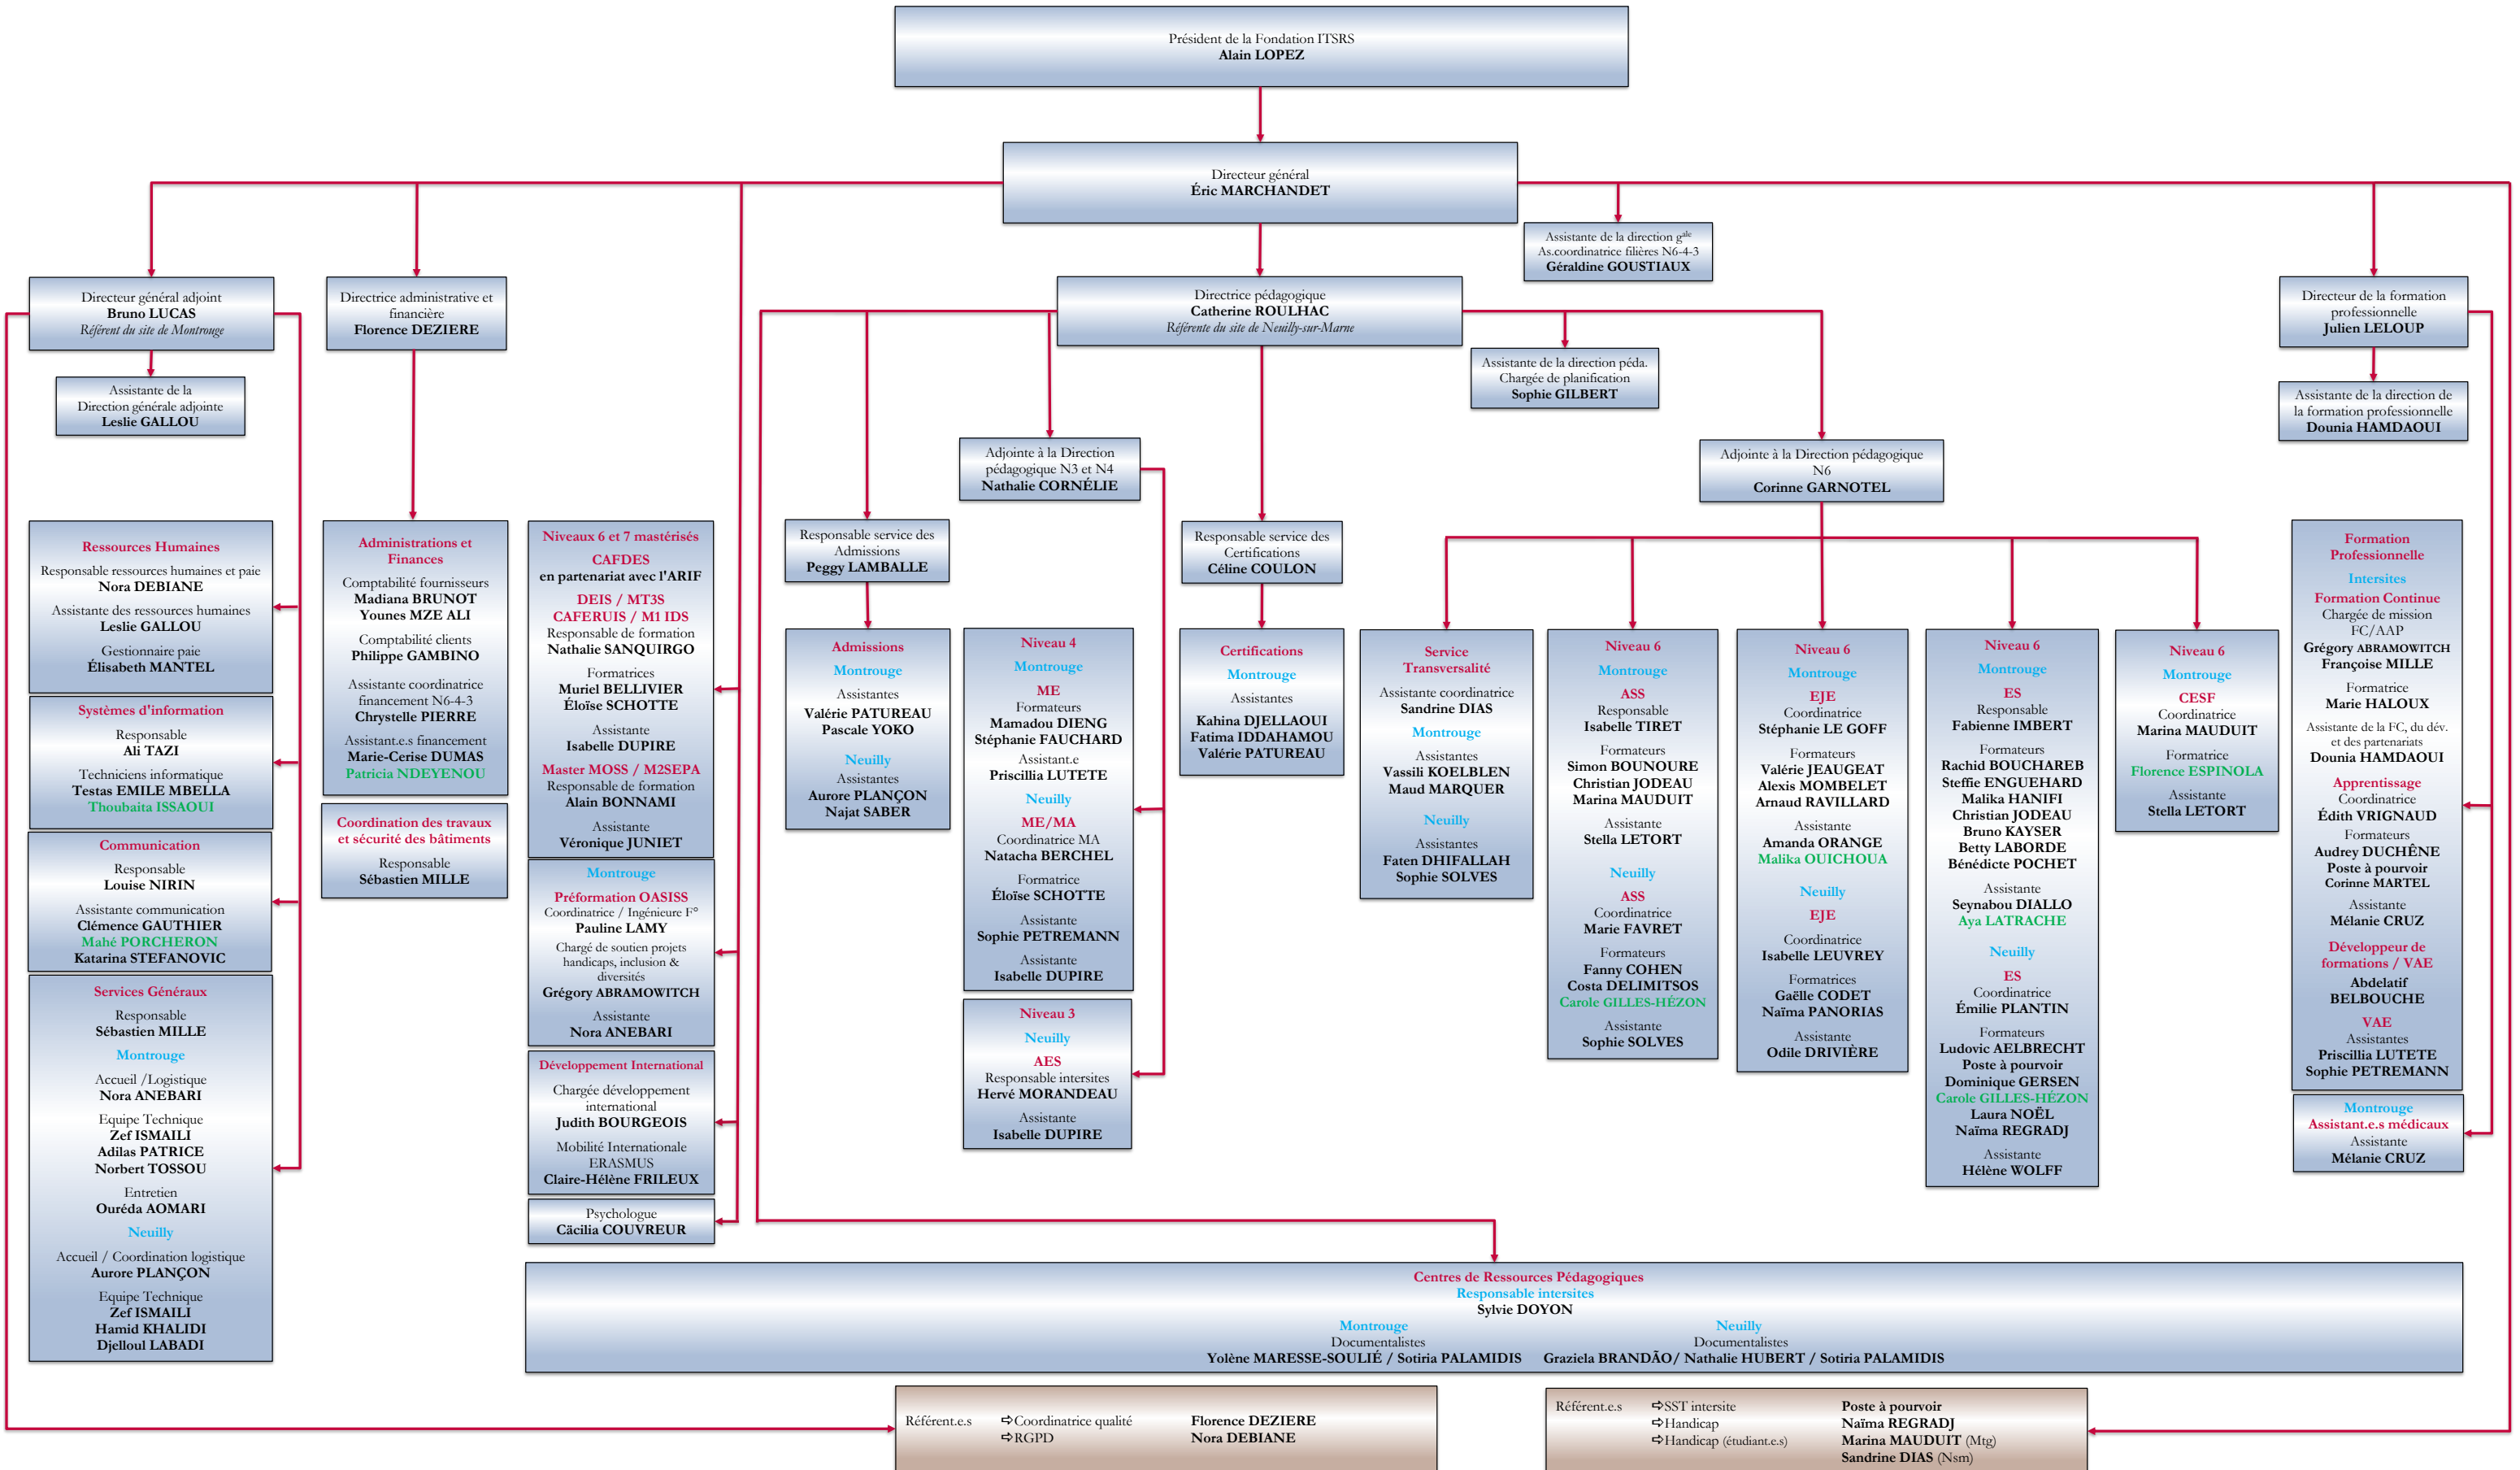 Président de la Fondation ITSRS
Alain LOPEZ
Directeur général
Éric MARCHANDET
Assistante de la direction gale
As.coordinatrice filières N6-4-3
Géraldine GOUSTIAUX
Directeur général adjoint
Bruno LUCAS
Référent du site de Montrouge
Directrice administrative et
financière
Florence DEZIERE
Directrice pédagogique
Catherine ROULHAC
Référente du site de Neuilly-sur-Marne
Directeur de la formation
professionnelle
Julien LELOUP
Assistante de la
Direction générale adjointe
Leslie GALLOU
Assistante de la direction péda.
Chargée de planification
Sophie GILBERT
Assistante de la direction de
la formation professionnelle
Dounia HAMDAOUI
Adjointe à la Direction
pédagogique N3 et N4
Nathalie CORNÉLIE
Adjointe à la Direction pédagogique
N6
Corinne GARNOTEL
Ressources Humaines
Responsable ressources humaines et paie
Nora DEBIANE
Assistante des ressources humaines
Leslie GALLOU
Gestionnaire paie
Élisabeth MANTEL
Systèmes d'information
Responsable
Ali TAZI
Techniciens informatique
Testas EMILE MBELLA
Thoubaita ISSAOUI
Communication
Responsable
Louise NIRIN
Assistante communication
Clémence GAUTHIER
Mahé PORCHERON
Katarina STEFANOVIC
Services Généraux
Responsable
Sébastien MILLE
Montrouge
Accueil /Logistique
Nora ANEBARI
Equipe Technique
Zef ISMAILI
Adilas PATRICE
Norbert TOSSOU
Entretien
Ouréda AOMARI
Neuilly
Accueil / Coordination logistique
Aurore PLANÇON
Equipe Technique
Zef ISMAILI
Hamid KHALIDI
Djelloul LABADI
Administrations et
Finances
Comptabilité fournisseurs
Madiana BRUNOT
Younes MZE ALI
Comptabilité clients
Philippe GAMBINO
Assistante coordinatrice
financement N6-4-3
Chrystelle PIERRE
Assistant.e.s financement
Marie-Cerise DUMAS
Patricia NDEYENOU
Coordination des travaux
et sécurité des bâtiments
Responsable
Sébastien MILLE
Niveaux 6 et 7 mastérisés
CAFDES
en partenariat avec l'ARIF
DEIS / MT3S
CAFERUIS / M1 IDS
Responsable de formation
Nathalie SANQUIRGO
Formatrices
Muriel BELLIVIER
Éloïse SCHOTTE
Assistante
Isabelle DUPIRE
Master MOSS / M2SEPA
Responsable de formation
Alain BONNAMI
Assistante
Véronique JUNIET
Montrouge
Préformation OASISS
Coordinatrice / Ingénieure F°
Pauline LAMY
Chargé de soutien projets
handicaps, inclusion &
diversités
Grégory ABRAMOWITCH
Assistante
Nora ANEBARI
Développement International
Chargée développement
international
Judith BOURGEOIS
Mobilité Internationale
ERASMUS
Claire-Hélène FRILEUX
Psychologue
Cäcilia COUVREUR
Responsable service des
Admissions
Peggy LAMBALLE
Admissions
Montrouge
Assistantes
Valérie PATUREAU
Pascale YOKO
Neuilly
Assistantes
Aurore PLANÇON
Najat SABER
Niveau 4
Montrouge
ME
Formateurs
Mamadou DIENG
Stéphanie FAUCHARD
Assistant.e
Priscillia LUTETE
Neuilly
ME/MA
Coordinatrice MA
Natacha BERCHEL
Formatrice
Éloïse SCHOTTE
Assistante
Sophie PETREMANN
Assistante
Isabelle DUPIRE
Niveau 3
Neuilly
AES
Responsable intersites
Hervé MORANDEAU
Assistante
Isabelle DUPIRE
Responsable service des
Certifications
Céline COULON
Certifications
Montrouge
Assistantes
Kahina DJELLAOUI
Fatima IDDAHAMOU
Valérie PATUREAU
Service
Transversalité
Assistante coordinatrice
Sandrine DIAS
Montrouge
Assistantes
Vassili KOELBLEN
Maud MARQUER
Neuilly
Assistantes
Faten DHIFALLAH
Sophie SOLVES
Niveau 6
Montrouge
ASS
Responsable
Isabelle TIRET
Formateurs
Simon BOUNOURE
Christian JODEAU
Marina MAUDUIT
Assistante
Stella LETORT
Neuilly
ASS
Coordinatrice
Marie FAVRET
Formateurs
Fanny COHEN
Costa DELIMITSOS
Carole GILLES-HÉZON
Assistante
Sophie SOLVES
Niveau 6
Montrouge
EJE
Coordinatrice
Stéphanie LE GOFF
Formateurs
Valérie JEAUGEAT
Alexis MOMBELET
Arnaud RAVILLARD
Assistante
Amanda ORANGE
Malika OUICHOUA
Neuilly
EJE
Coordinatrice
Isabelle LEUVREY
Formatrices
Gaëlle CODET
Naïma PANORIAS
Assistante
Odile DRIVIÈRE
Niveau 6
Montrouge
ES
Responsable
Fabienne IMBERT
Formateurs
Rachid BOUCHAREB
Steffie ENGUEHARD
Malika HANIFI
Christian JODEAU
Bruno KAYSER
Betty LABORDE
Bénédicte POCHET
Assistante
Seynabou DIALLO
Aya LATRACHE
Neuilly
ES
Coordinatrice
Émilie PLANTIN
Formateurs
Ludovic AELBRECHT
Poste à pourvoir
Dominique GERSEN
Carole GILLES-HÉZON
Laura NOËL
Naïma REGRADJ
Assistante
Hélène WOLFF
Niveau 6
Montrouge
CESF
Coordinatrice
Marina MAUDUIT
Formatrice
Florence ESPINOLA
Assistante
Stella LETORT
Formation
Professionnelle
Intersites
Formation Continue
Chargée de mission
FC/AAP
Grégory ABRAMOWITCH
Françoise MILLE
Formatrice
Marie HALOUX
Assistante de la FC, du dév.
et des partenariats
Dounia HAMDAOUI
Apprentissage
Coordinatrice
Édith VRIGNAUD
Formateurs
Audrey DUCHÊNE
Poste à pourvoir
Corinne MARTEL
Assistante
Mélanie CRUZ
Développeur de
formations / VAE
Abdelatif
BELBOUCHE
VAE
Assistantes
Priscillia LUTETE
Sophie PETREMANN
Montrouge
Assistant.e.s médicaux
Assistante
Mélanie CRUZ
Centres de Ressources Pédagogiques
Responsable intersites
Sylvie DOYON
Montrouge
Documentalistes
Yolène MARESSE-SOULIÉ / Sotiria PALAMIDIS
Neuilly
Documentalistes
Graziela BRANDÃO/ Nathalie HUBERT / Sotiria PALAMIDIS
Référent.e.s ⇨Coordinatrice qualité Florence DEZIERE
⇨RGPD Nora DEBIANE
Référent.e.s ⇨SST intersite Poste à pourvoir
⇨Handicap Naïma REGRADJ
⇨Handicap (étudiant.e.s) Marina MAUDUIT (Mtg)
Sandrine DIAS (Nsm)